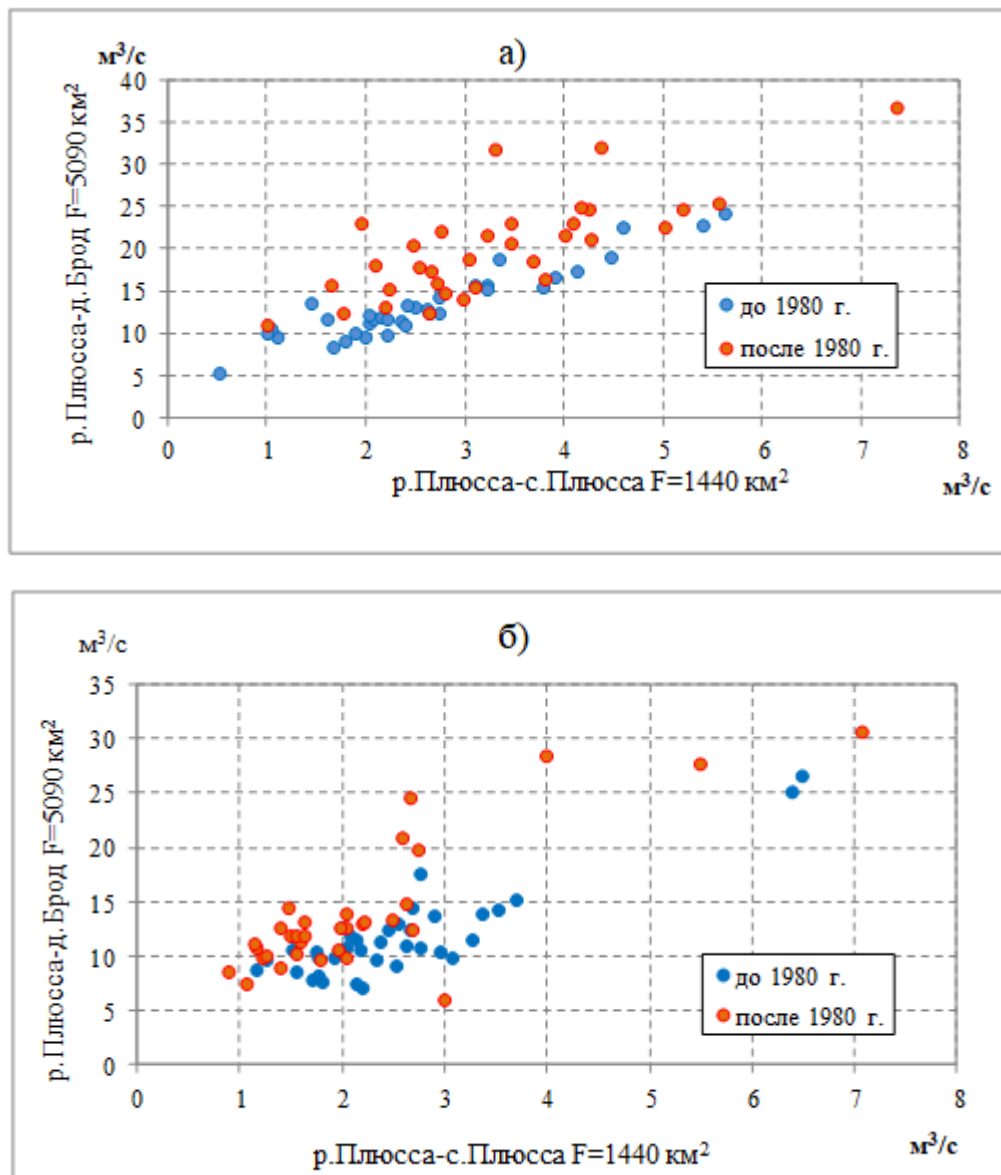 а)
м³/с
р.Плюсса-д.Брод F=5090 км²
40
35
30
25
20
15
10
5
0
до 1980 г.
после 1980 г.
0 1 2 3 4 5 6 7 8
р.Плюсса-с.Плюсса F=1440 км²
м³/с
б)
м³/с
р.Плюсса-д.Брод F=5090 км²
35
30
25
20
15
10
5
0
до 1980 г.
после 1980 г.
0 1 2 3 4 5 6 7 8
р.Плюсса-с.Плюсса F=1440 км²
м³/с